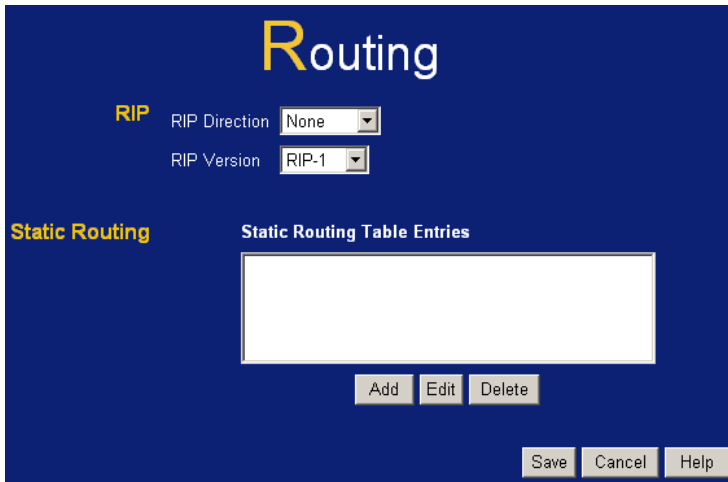 Routing
RIP
RIP Direction None
RIP Version RIP-1
Static Routing
Static Routing Table Entries
Add Edit Delete
Save Cancel Help